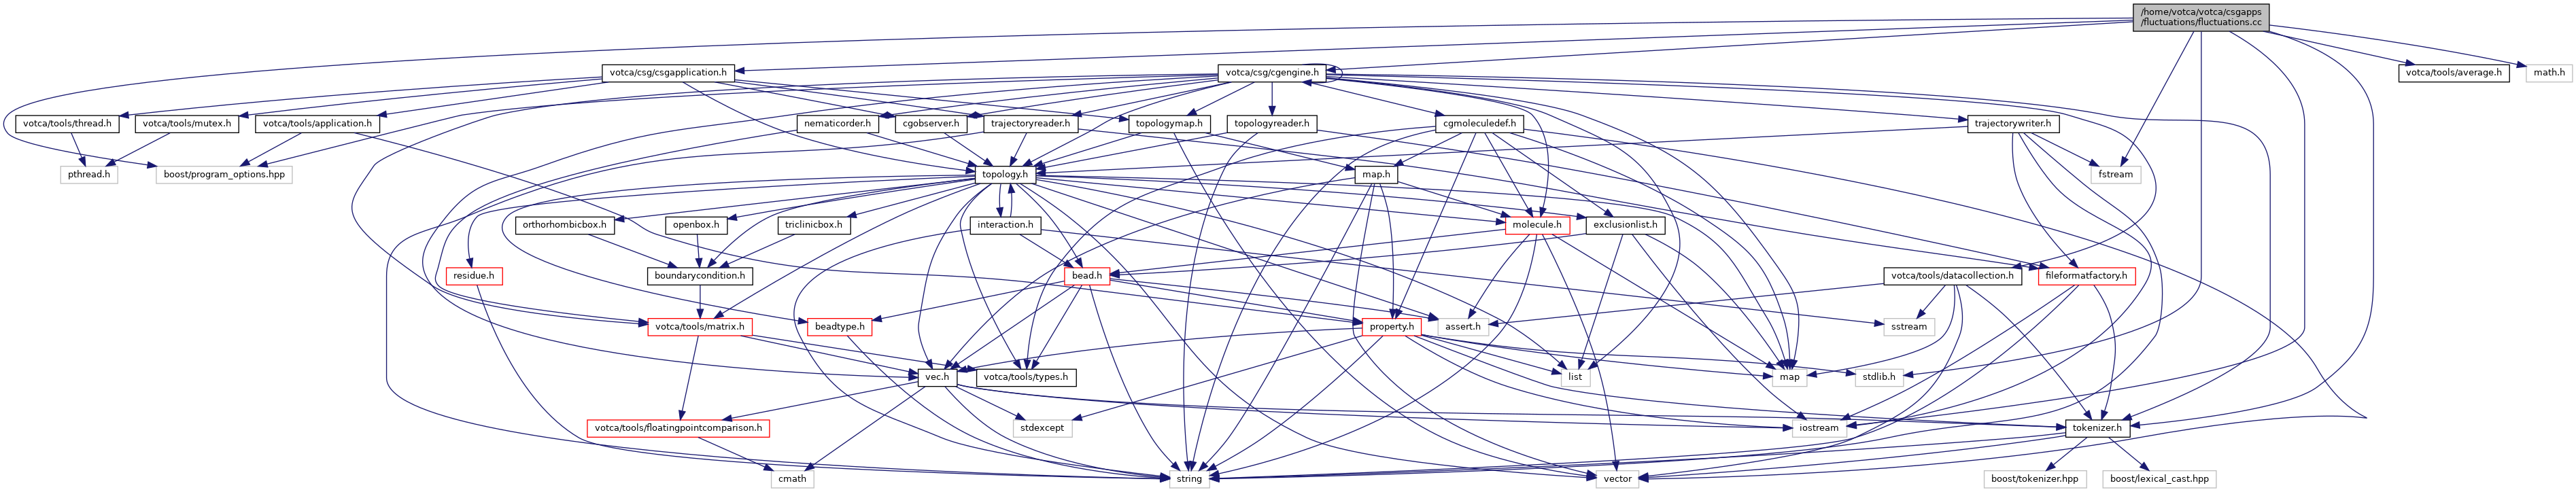 /home/votca/votca/csgapps
/fluctuations/fluctuations.cc
votca/csg/csgapplication.h
votca/csg/cgengine.h
votca/tools/average.h
math.h
votca/tools/thread.h
votca/tools/mutex.h
votca/tools/application.h
nematicorder.h
cgobserver.h
trajectoryreader.h
topologymap.h
topologyreader.h
cgmoleculedef.h
trajectorywriter.h
pthread.h
boost/program_options.hpp
topology.h
map.h
fstream
orthorhombicbox.h
openbox.h
triclinicbox.h
interaction.h
molecule.h
exclusionlist.h
residue.h
boundarycondition.h
bead.h
votca/tools/datacollection.h
fileformatfactory.h
votca/tools/matrix.h
beadtype.h
property.h
assert.h
sstream
vec.h
votca/tools/types.h
list
map
stdlib.h
votca/tools/floatingpointcomparison.h
stdexcept
iostream
tokenizer.h
cmath
string
vector
boost/tokenizer.hpp
boost/lexical_cast.hpp